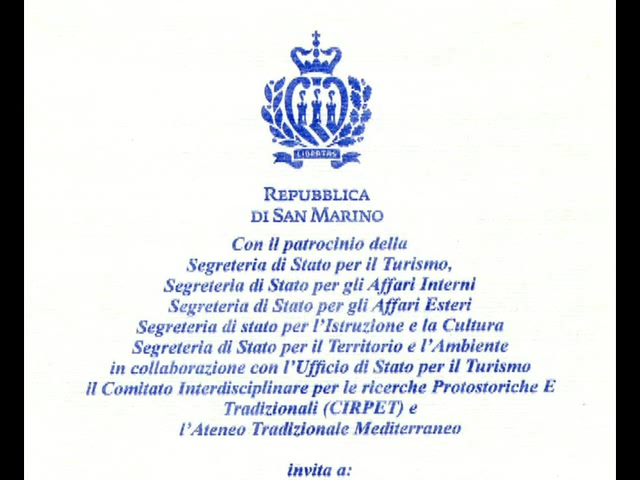 LIBERTAS
REPUBBLICA
DI SAN MARINO
Con il patrocinio della
Segreteria di Stato per il Turismo,
Segreteria di Stato per gli Affari Interni
Segreteria di Stato per gli Affari Esteri
Segreteria di stato per l'Istruzione e la Cultura
Segreteria di Stato per il Territorio e l'Ambiente
in collaborazione con l'Ufficio di Stato per il Turismo
il Comitato Interdisciplinare per le ricerche Protostoriche E
Tradizionali (CIRPET) e
l'Ateneo Tradizionale Mediterraneo
invita a: